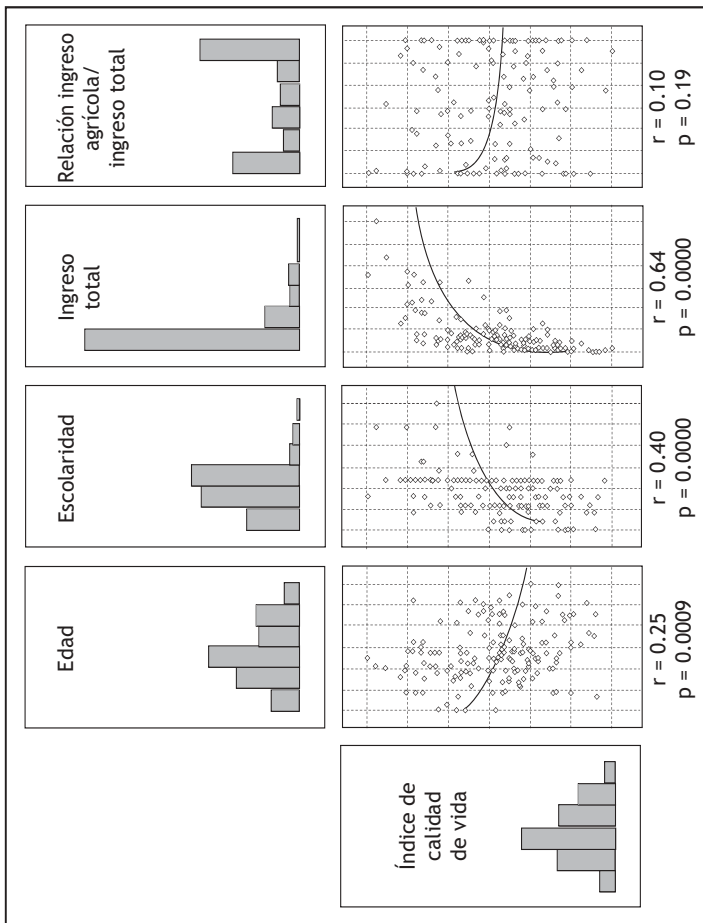 Edad
Escolaridad
Ingreso
total
Relación ingreso
agrícola/
ingreso total
Índice de
calidad
de vida
r = 0.25
p = 0.0009
r = 0.40
p = 0.0000
r = 0.64
p = 0.0000
r = 0.10
p = 0.19